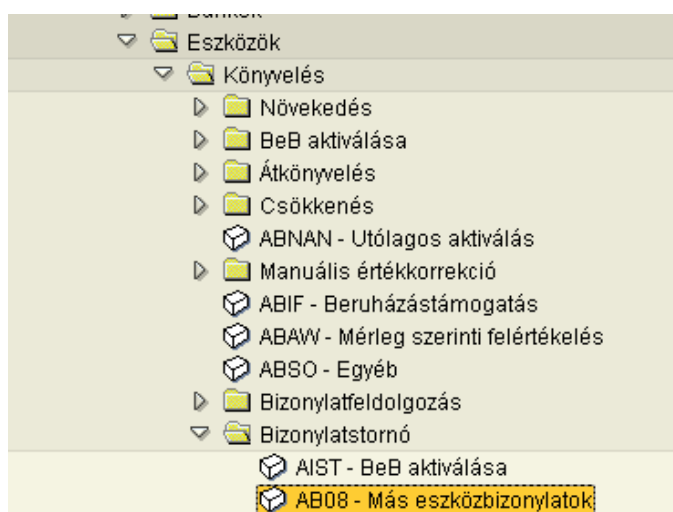 Eszközök
Könyvelés
Növekedés
BeB aktiválása
Átkönyvelés
Csökkenés
ABNAN - Utólagos aktiválás
Manuális értékkorrekció
ABIF - Beruházástámogatás
ABAW - Mérleg szerinti felértékelés
ABSO - Egyéb
Bizonylatfeldolgozás
Bizonylatstornó
AIST - BeB aktiválása
AB08 - Más eszközbizonylatok